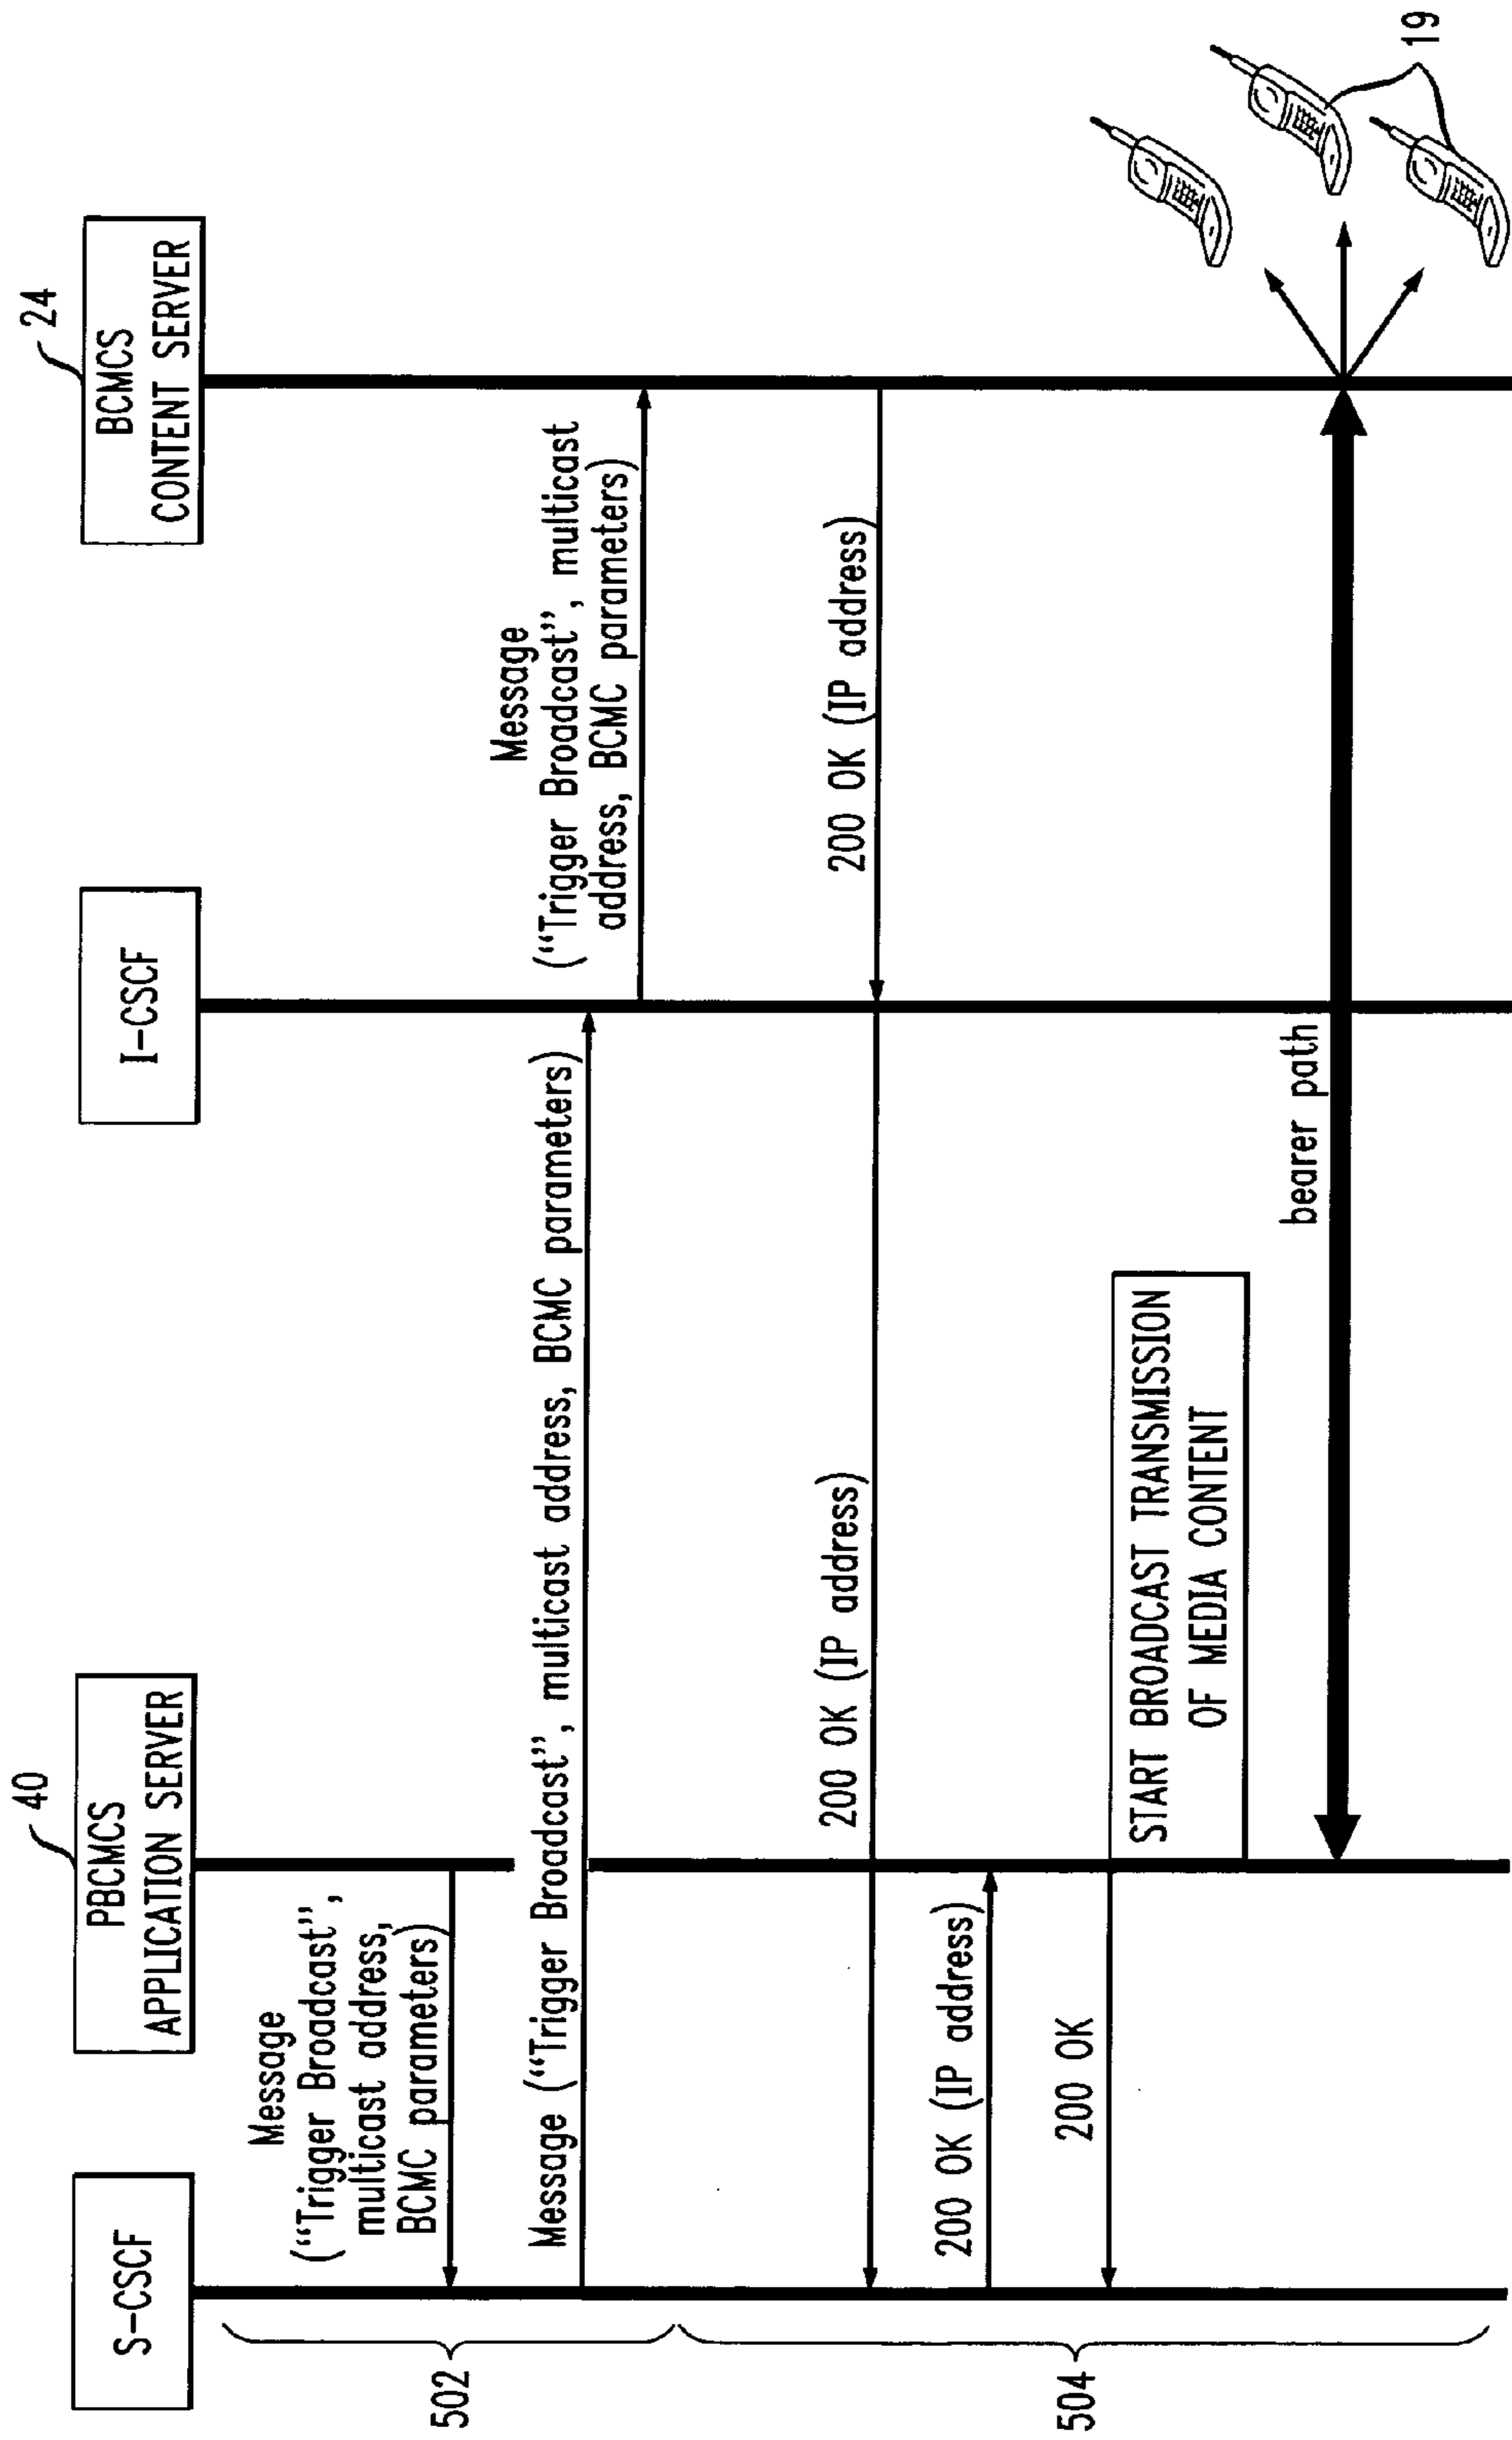 40
24
S-CSCF
PBCMCS
APPLICATION SERVER
I-CSCF
BCMCS
CONTENT SERVER
502
Message
(“Trigger Broadcast”,
multicast address,
BCMC parameters)
Message (“Trigger Broadcast”, multicast address, BCMC parameters)
Message
(“Trigger Broadcast”, multicast
address, BCMC parameters)
504
200 OK (IP address)
200 OK (IP address)
200 OK (IP address)
200 OK
START BROADCAST TRANSMISSION
OF MEDIA CONTENT
bearer path
19